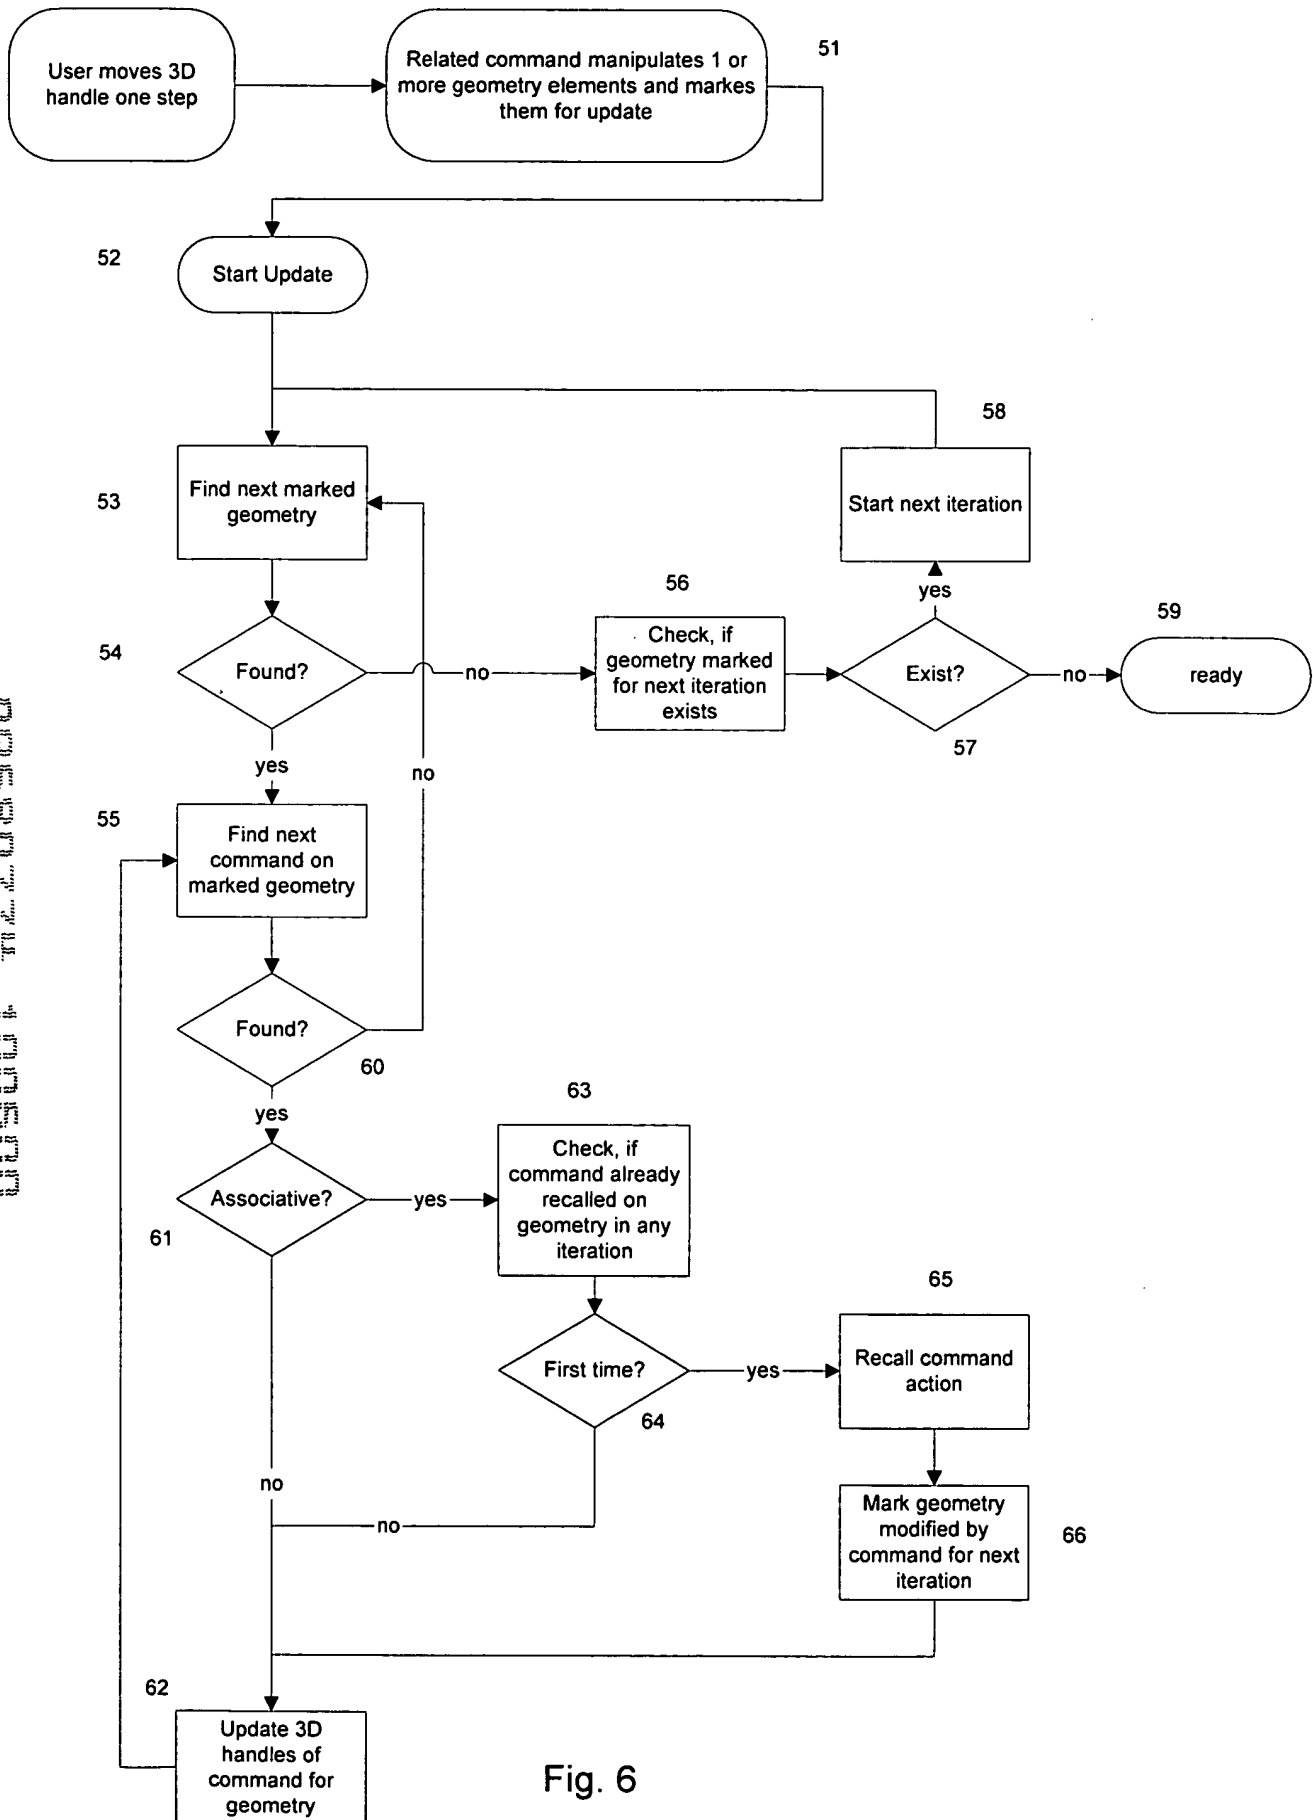 User moves 3D
handle one step
Related command manipulates 1 or
more geometry elements and markes
them for update
51
52
Start Update
58
53
Find next marked
geometry
Start next iteration
56
59
54
Found?
no
Check, if
geometry marked
for next iteration
exists
yes
Exist?
no
ready
57
yes
no
55
Find next
command on
marked geometry
Found?
60
yes
63
Associative?
yes
Check, if
command already
recalled on
geometry in any
iteration
61
65
First time?
yes
Recall command
action
64
no
no
Mark geometry
modified by
command for next
iteration
66
62
Update 3D
handles of
command for
geometry
Fig. 6